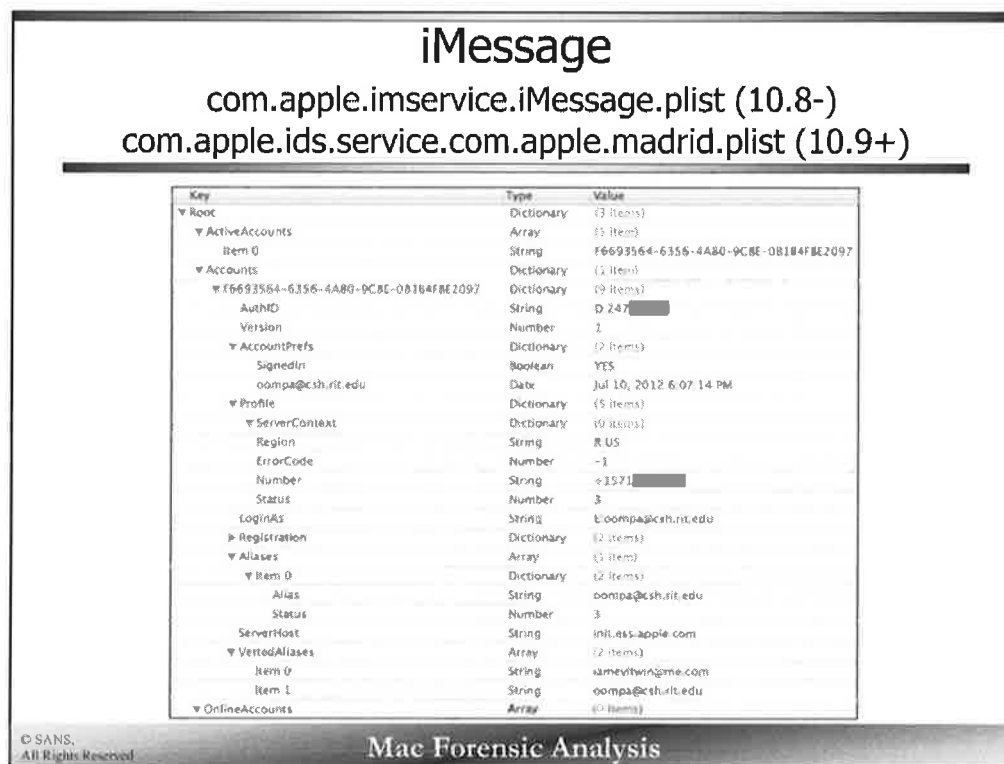 iMessage
com.apple.imservice.iMessage.plist (10.8-)
com.apple.ids.service.com.apple.madrid.plist (10.9+)
Key Type Value
▼ Root Dictionary (3 items)
▼ ActiveAccounts Array (1 item)
Item 0 String F6693564-6356-4A80-9C8E-081B4F8E2097
▼ Accounts Dictionary (1 item)
▼ F6693564-6356-4A80-9C8E-081B4F8E2097 Dictionary (9 items)
AuthID String D:247
Version Number 1
▼ AccountPrefs Dictionary (2 items)
SignedIn Boolean YES
oompa@csh.rit.edu Date Jul 10, 2012 6:07:14 PM
▼ Profile Dictionary (5 items)
▼ ServerContext Dictionary (0 items)
Region String R:US
ErrorCode Number -1
Number String +1571
Status Number 3
LoginAs String E:oompa@csh.rit.edu
▶ Registration Dictionary (2 items)
▼ Aliases Array (1 item)
▼ Item 0 Dictionary (2 items)
Alias String oompa@csh.rit.edu
Status Number 3
ServerHost String init.ess.apple.com
▼ VettedAliases Array (2 items)
Item 0 String iamevltwin@me.com
Item 1 String oompa@csh.rit.edu
▼ OnlineAccounts Array (0 items)
© SANS,
All Rights Reserved
Mac Forensic Analysis